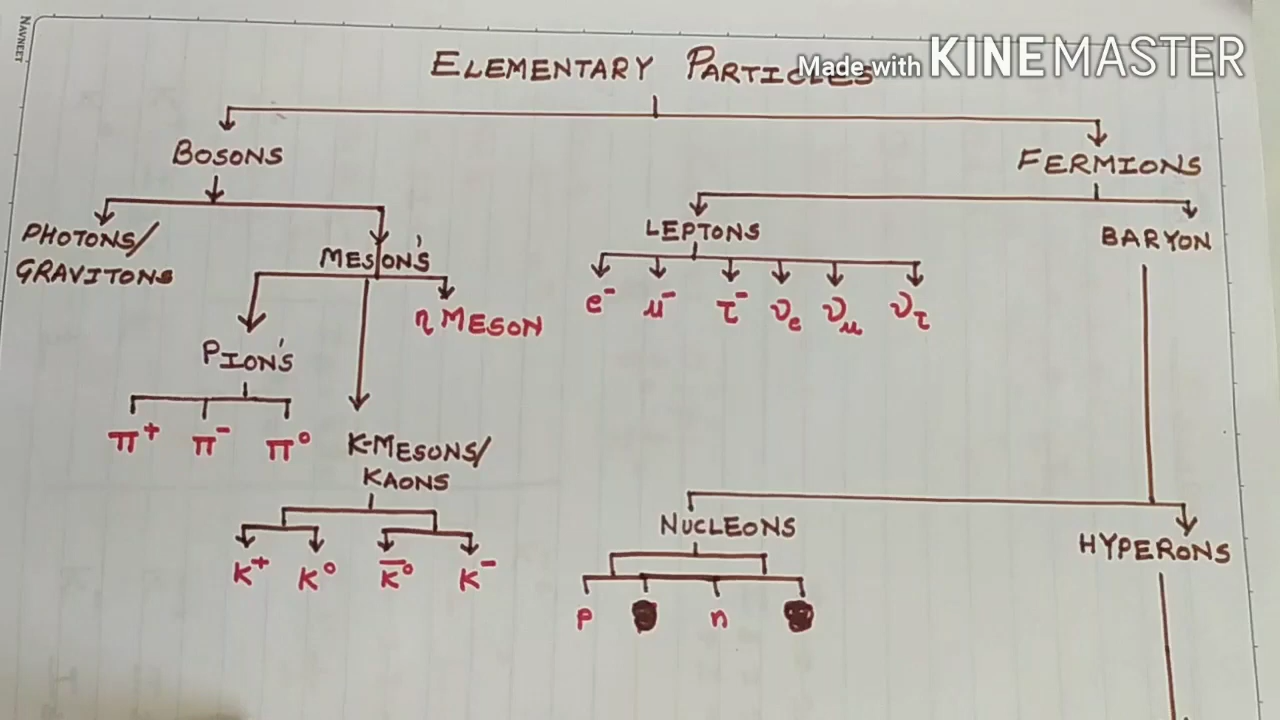 NAVNEET
Made with KINEMASTER
ELEMENTARY PARTICLES
BOSONS
FERMIONS
PHOTONS/
GRAVITONS
MESON'S
LEPTONS
BARYON
e⁻ μ⁻ τ⁻ νe νμ ντ
η MESON
PION'S
π⁺ π⁻ π⁰
K-MESONS/
KAONS
K⁺ K⁰ K̅⁰ K⁻
NUCLEONS
HYPERONS
P n